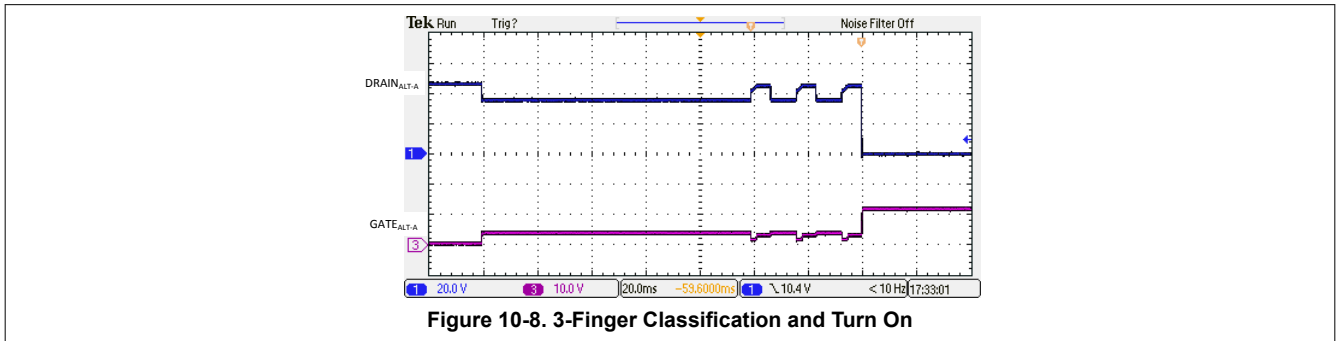 Tek Run Trig? Noise Filter Off
DRAINALT-A
1
GATEALT-A
3
1 20.0 V 3 10.0 V 20.0ms -59.6000ms 1 \ 10.4 V < 10 Hz 17:33:01
Figure 10-8. 3-Finger Classification and Turn On